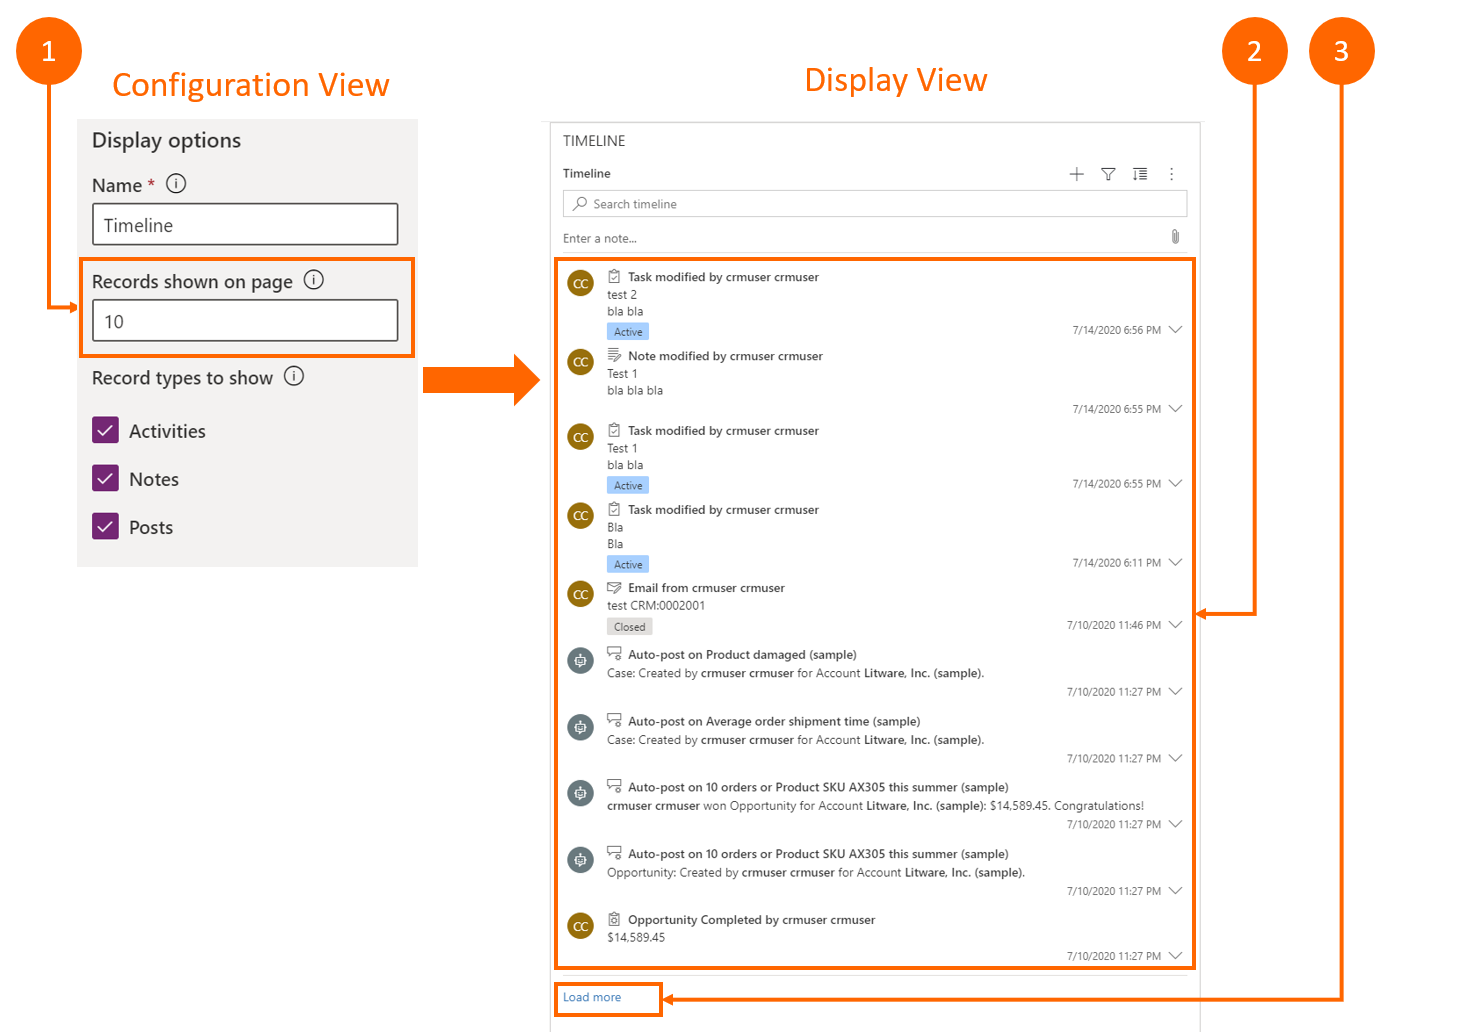 1
2
3
Configuration View
Display View
Display options
Name *
Timeline
Records shown on page
10
Record types to show
Activities
Notes
Posts
TIMELINE
Timeline
Search timeline
Enter a note...
CC
Task modified by crmuser crmuser
test 2
bla bla
Active
7/14/2020 6:56 PM
CC
Note modified by crmuser crmuser
Test 1
bla bla bla
7/14/2020 6:55 PM
CC
Task modified by crmuser crmuser
Test 1
bla bla
Active
7/14/2020 6:55 PM
CC
Task modified by crmuser crmuser
Bla
Bla
Active
7/14/2020 6:11 PM
CC
Email from crmuser crmuser
test CRM:0002001
Closed
7/10/2020 11:46 PM
Auto-post on Product damaged (sample)
Case: Created by crmuser crmuser for Account Litware, Inc. (sample).
7/10/2020 11:27 PM
Auto-post on Average order shipment time (sample)
Case: Created by crmuser crmuser for Account Litware, Inc. (sample).
7/10/2020 11:27 PM
Auto-post on 10 orders or Product SKU AX305 this summer (sample)
crmuser crmuser won Opportunity for Account Litware, Inc. (sample): $14,589.45. Congratulations!
7/10/2020 11:27 PM
Auto-post on 10 orders or Product SKU AX305 this summer (sample)
Opportunity: Created by crmuser crmuser for Account Litware, Inc. (sample).
7/10/2020 11:27 PM
CC
Opportunity Completed by crmuser crmuser
$14,589.45
7/10/2020 11:27 PM
Load more